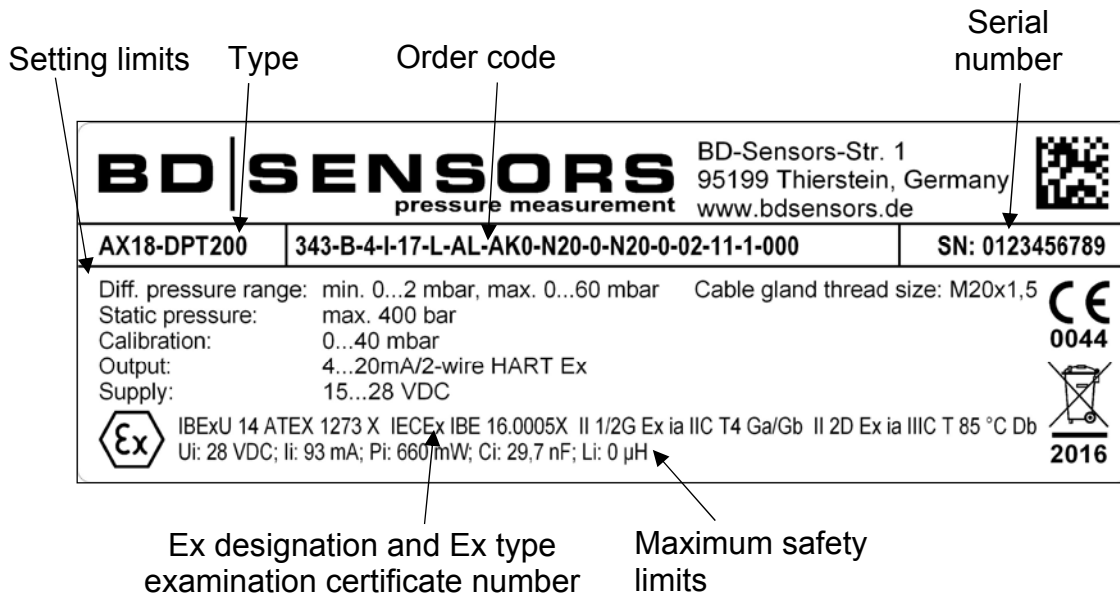 Setting limits
Type
Order code
Serial
number
BD|SENSORS
pressure measurement
BD-Sensors-Str. 1
95199 Thierstein, Germany
www.bdsensors.de
AX18-DPT200
343-B-4-I-17-L-AL-AK0-N20-0-N20-0-02-11-1-000
SN: 0123456789
Diff. pressure range: min. 0...2 mbar, max. 0...60 mbar
Cable gland thread size: M20x1,5
Static pressure: max. 400 bar
Calibration: 0...40 mbar
Output: 4...20mA/2-wire HART Ex
Supply: 15...28 VDC
CE
0044
Ex
IBExU 14 ATEX 1273 X IECEx IBE 16.0005X II 1/2G Ex ia IIC T4 Ga/Gb II 2D Ex ia IIIC T 85 °C Db
Ui: 28 VDC; Ii: 93 mA; Pi: 660 mW; Ci: 29,7 nF; Li: 0 µH
2016
Ex designation and Ex type
examination certificate number
Maximum safety
limits